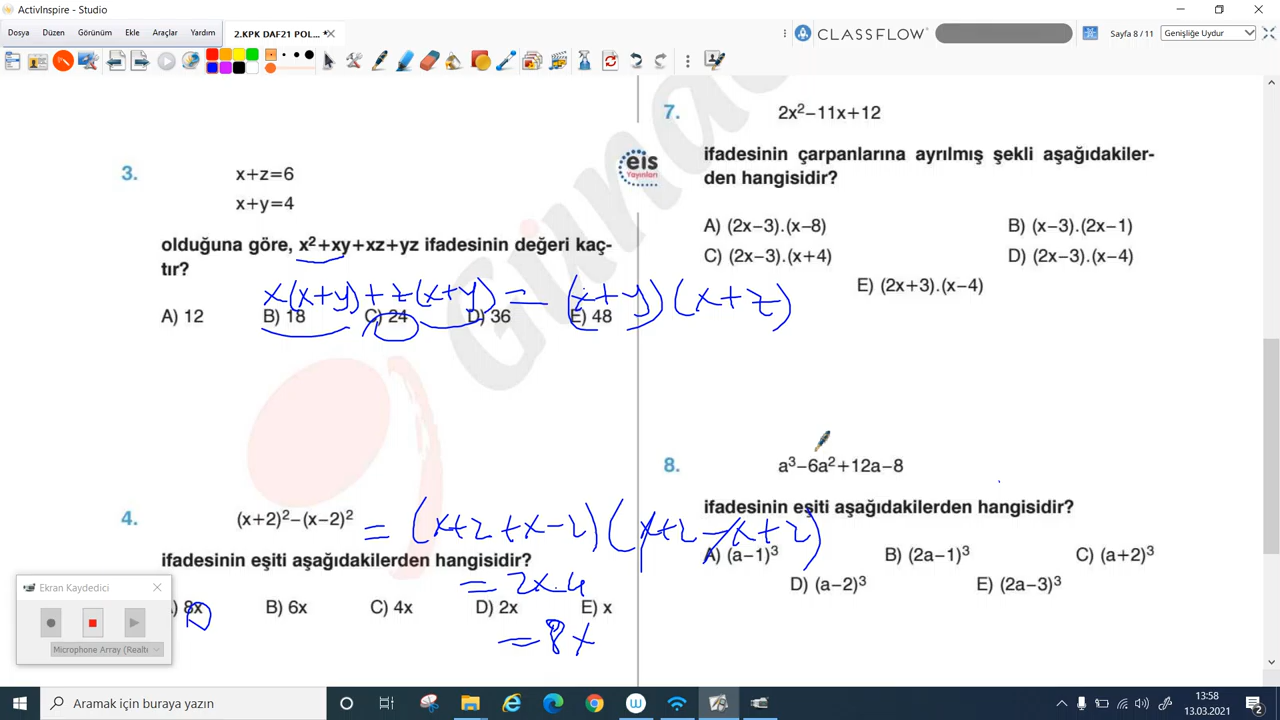 ActivInspire - Studio
Dosya Düzen Görünüm Ekle Araçlar Yardım
2.KPK DAF21 POL...
CLASSFLOW
Sayfa 8 / 11
Genişliğe Uydur
3.
x+z=6
x+y=4
olduğuna göre, x²+xy+xz+yz ifadesinin değeri kaç-
tır?
x(x+y)+z(x+y) = (x+y)(x+z)
A) 12 B) 18 C) 24 D) 36 E) 48
4.
(x+2)²−(x−2)²
= (x+2+x-2)(x+2-x+2)
ifadesinin eşiti aşağıdakilerden hangisidir?
= 2x.4
A) 8x B) 6x C) 4x D) 2x E) x
= 8x
eis
Yayınları
Günay
7.
2x²−11x+12
ifadesinin çarpanlarına ayrılmış şekli aşağıdakiler-
den hangisidir?
A) (2x−3).(x−8) B) (x−3).(2x−1)
C) (2x−3).(x+4) D) (2x−3).(x−4)
E) (2x+3).(x−4)
8.
a³−6a²+12a−8
ifadesinin eşiti aşağıdakilerden hangisidir?
A) (a−1)³ B) (2a−1)³ C) (a+2)³
D) (a−2)³ E) (2a−3)³
Ekran Kaydedici
Microphone Array (Realte
Aramak için buraya yazın
13:58
13.03.2021
2